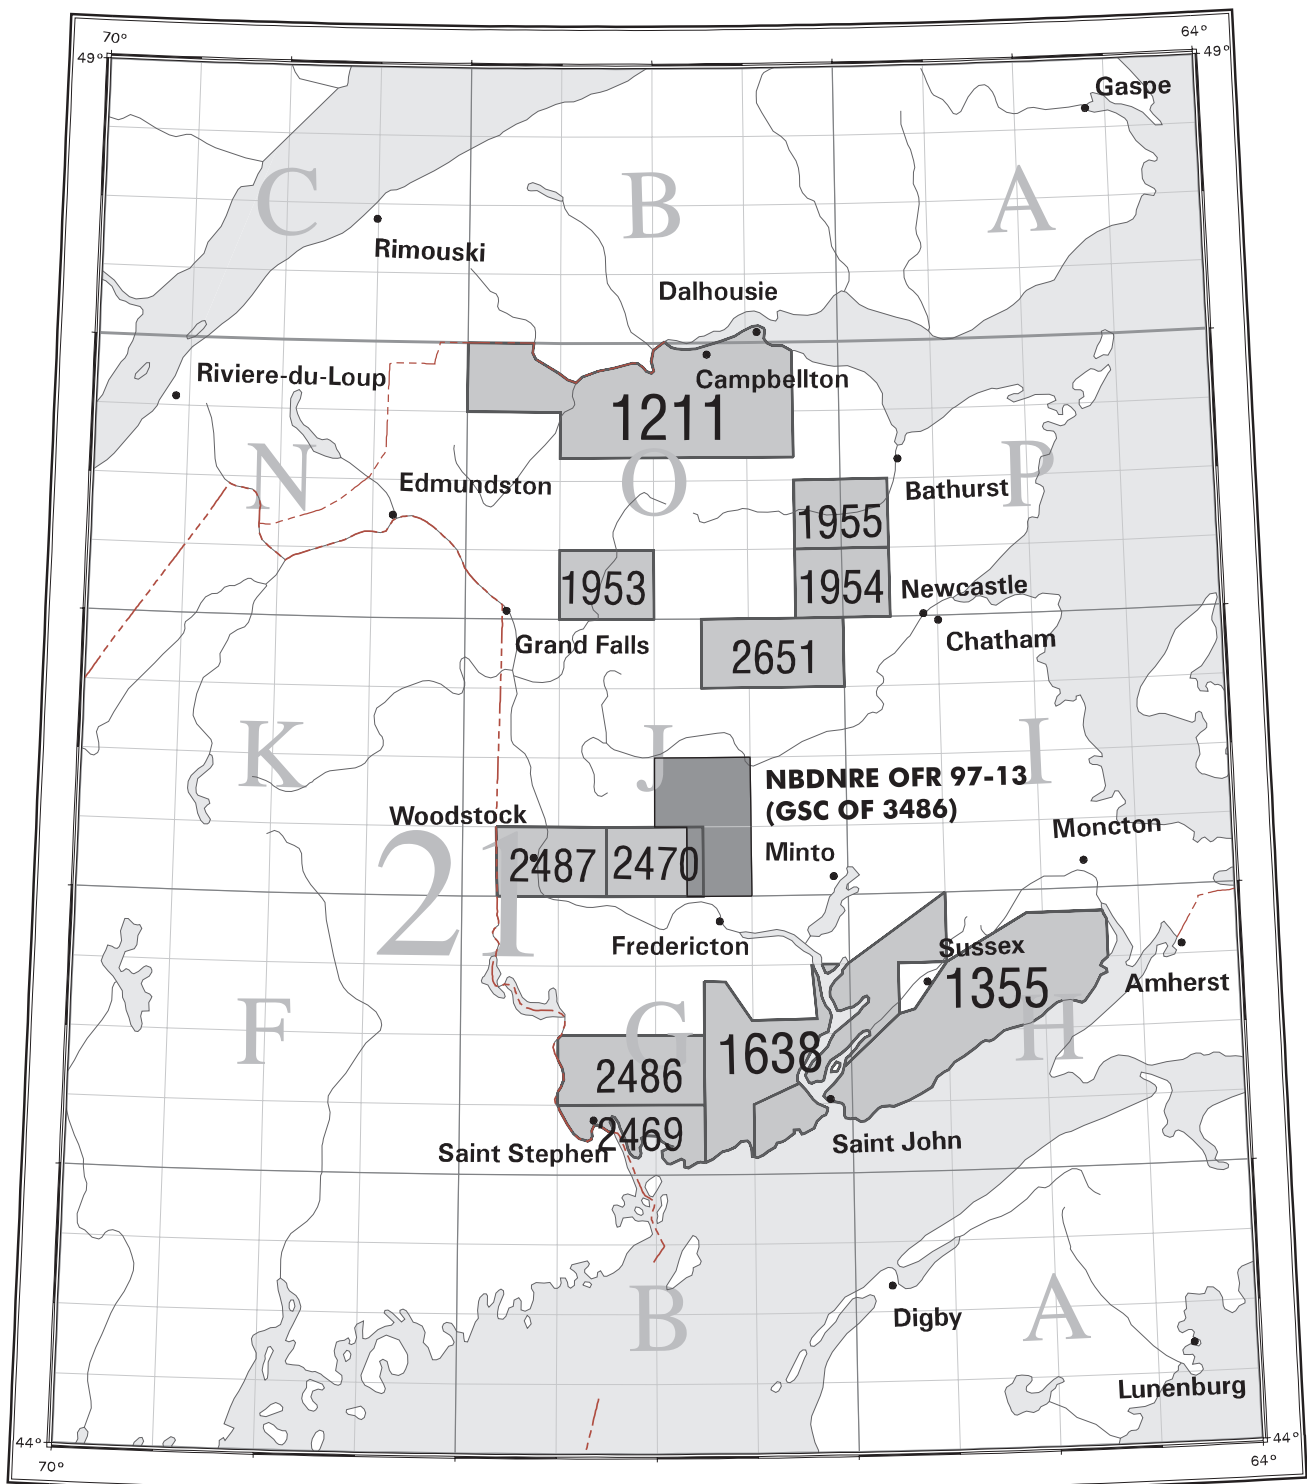 70°
64°
49°
49°
Gaspe
C
B
A
Rimouski
Dalhousie
Riviere-du-Loup
Campbellton
1211
N
O
P
Edmundston
Bathurst
1955
1953
1954
Newcastle
Grand Falls
Chatham
2651
K
J
I
NBDNRE OFR 97-13
(GSC OF 3486)
Woodstock
Moncton
Minto
2487
2470
21
Fredericton
Sussex
1355
Amherst
F
G
H
1638
2486
2469
Saint Stephen
Saint John
B
A
Digby
Lunenburg
44°
44°
70°
64°